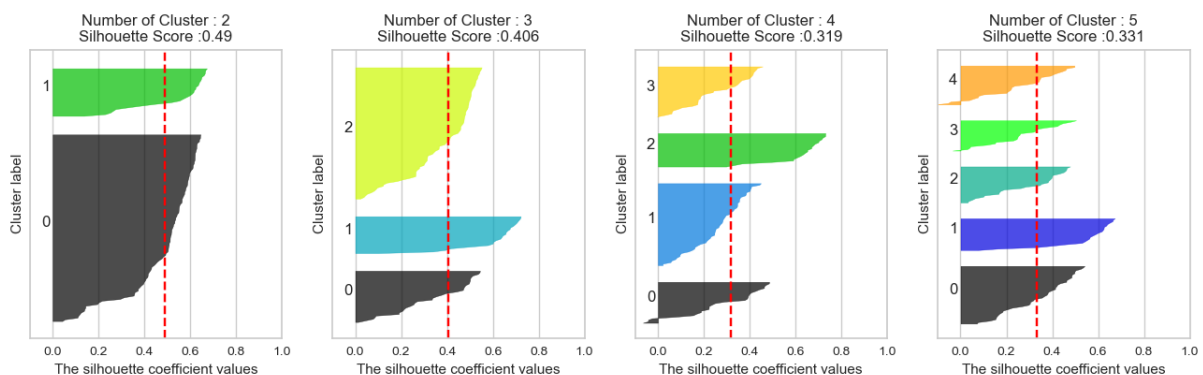 Number of Cluster : 2
Silhouette Score :0.49
Cluster label
1
0
0.0 0.2 0.4 0.6 0.8 1.0
The silhouette coefficient values
Number of Cluster : 3
Silhouette Score :0.406
Cluster label
2
1
0
0.0 0.2 0.4 0.6 0.8 1.0
The silhouette coefficient values
Number of Cluster : 4
Silhouette Score :0.319
Cluster label
3
2
1
0
0.0 0.2 0.4 0.6 0.8 1.0
The silhouette coefficient values
Number of Cluster : 5
Silhouette Score :0.331
Cluster label
4
3
2
1
0
0.0 0.2 0.4 0.6 0.8 1.0
The silhouette coefficient values